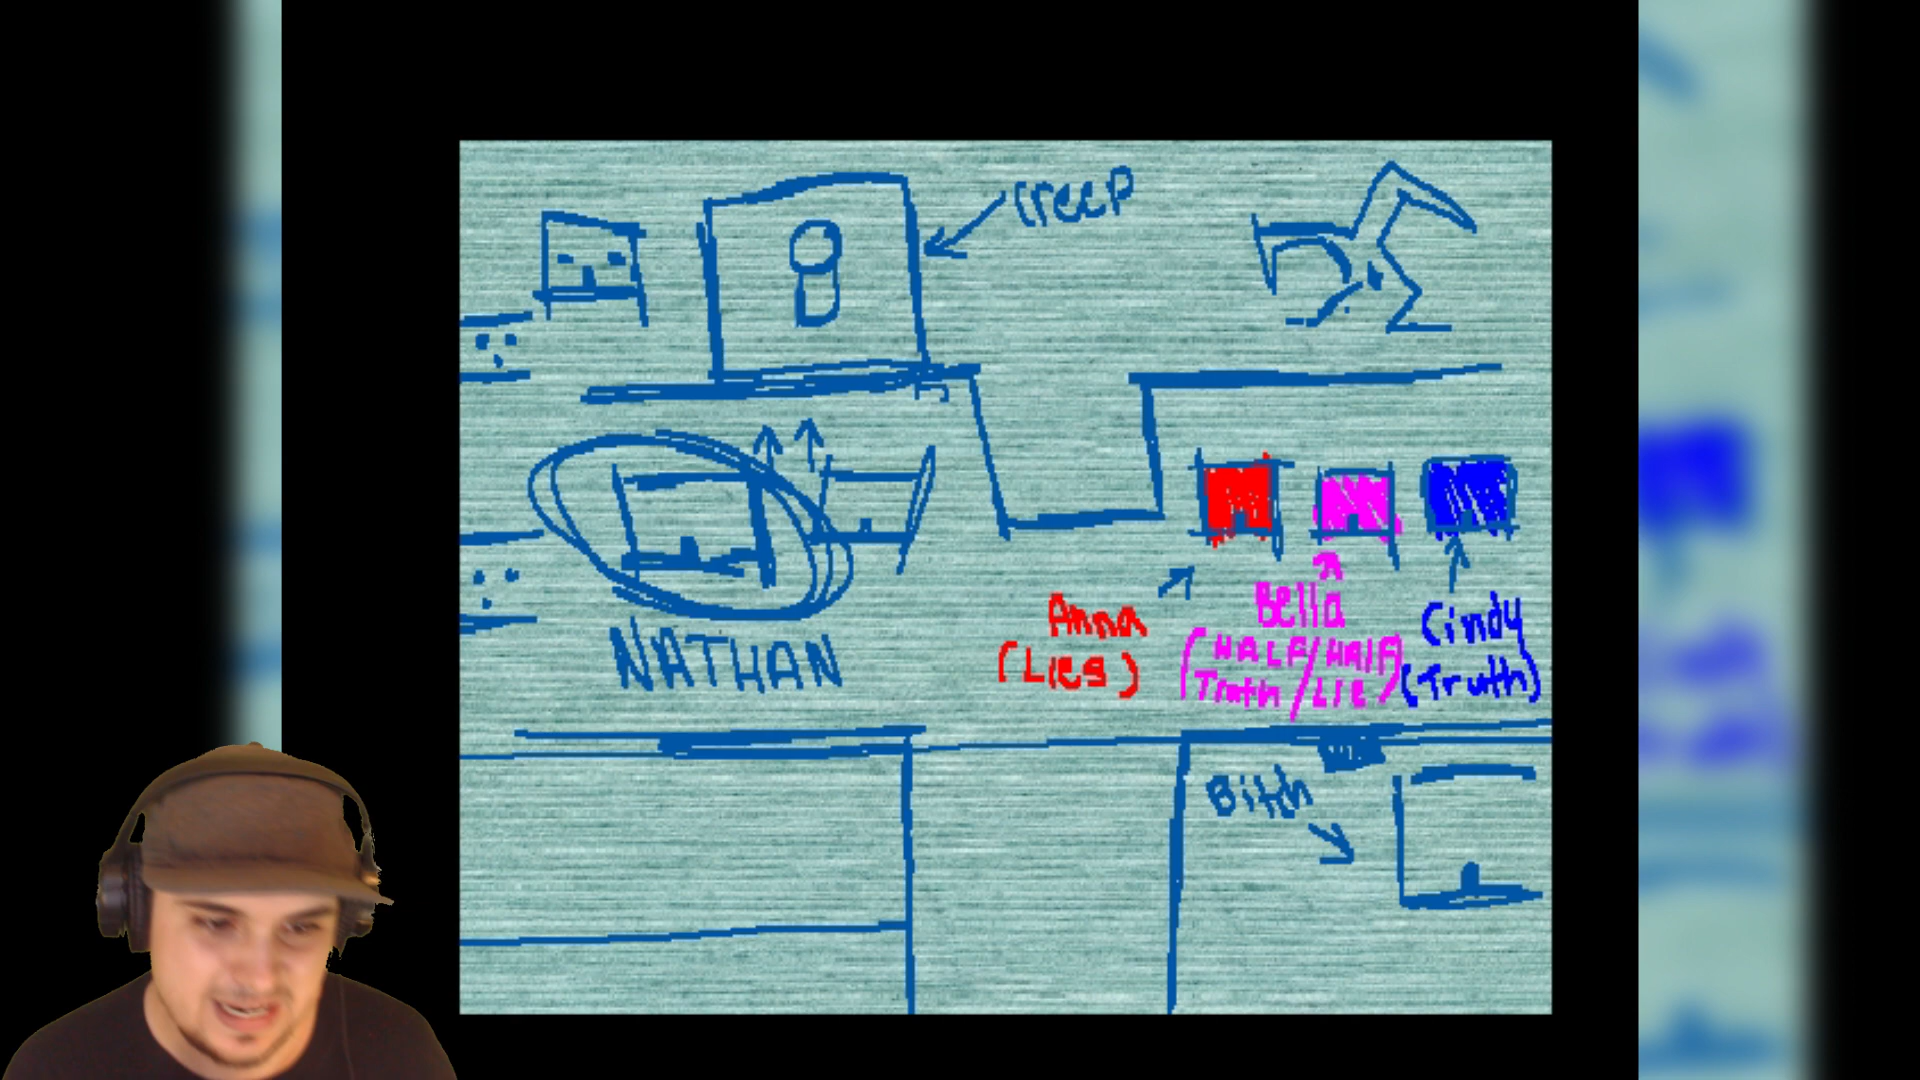 creep
NATHAN
Anna
(Lies)
Bella
(HALF/HALF
Truth/LIE)
Cindy
(Truth)
Bitch